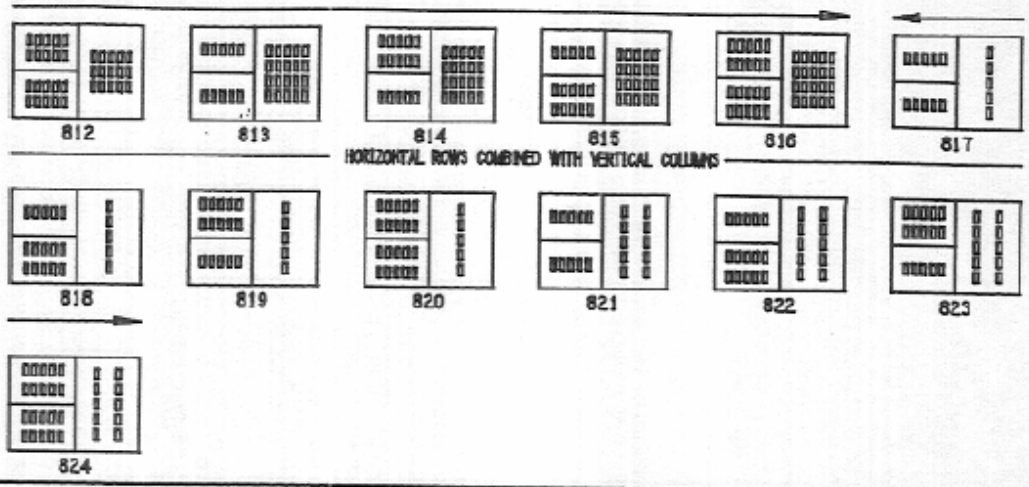 812 813 814 815 816 817
HORIZONTAL ROWS COMBINED WITH VERTICAL COLUMNS
818 819 820 821 822 823
824